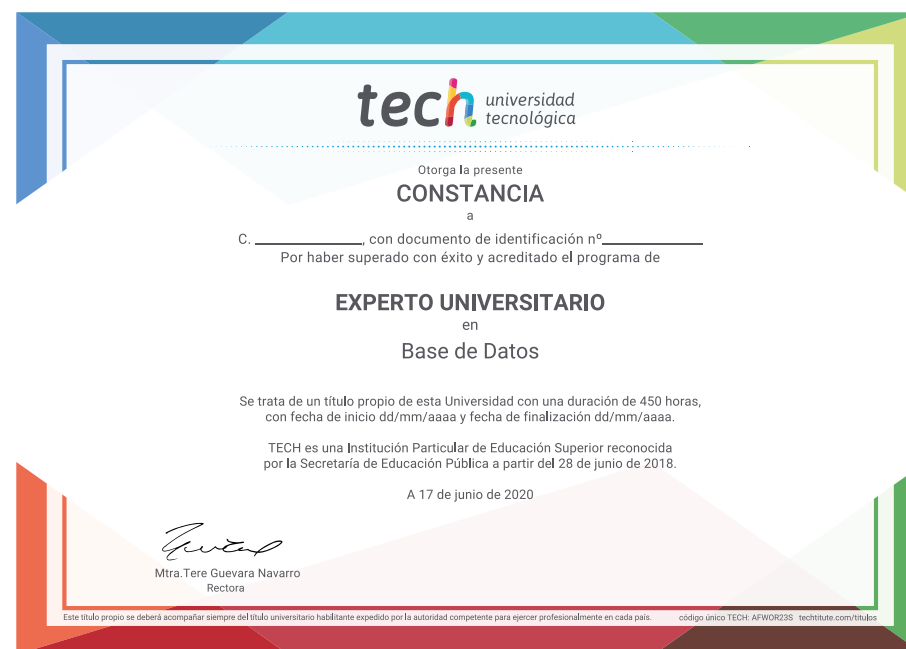 tech universidad
tecnológica
Otorga la presente
CONSTANCIA
a
C. ____________, con documento de identificación nº____________
Por haber superado con éxito y acreditado el programa de
EXPERTO UNIVERSITARIO
en
Base de Datos
Se trata de un título propio de esta Universidad con una duración de 450 horas,
con fecha de inicio dd/mm/aaaa y fecha de finalización dd/mm/aaaa.
TECH es una Institución Particular de Educación Superior reconocida
por la Secretaría de Educación Pública a partir del 28 de junio de 2018.
A 17 de junio de 2020
Mtra.Tere Guevara Navarro
Rectora
Este título propio se deberá acompañar siempre del título universitario habilitante expedido por la autoridad competente para ejercer profesionalmente en cada país. código único TECH: AFWOR23S techtitute.com/titulos